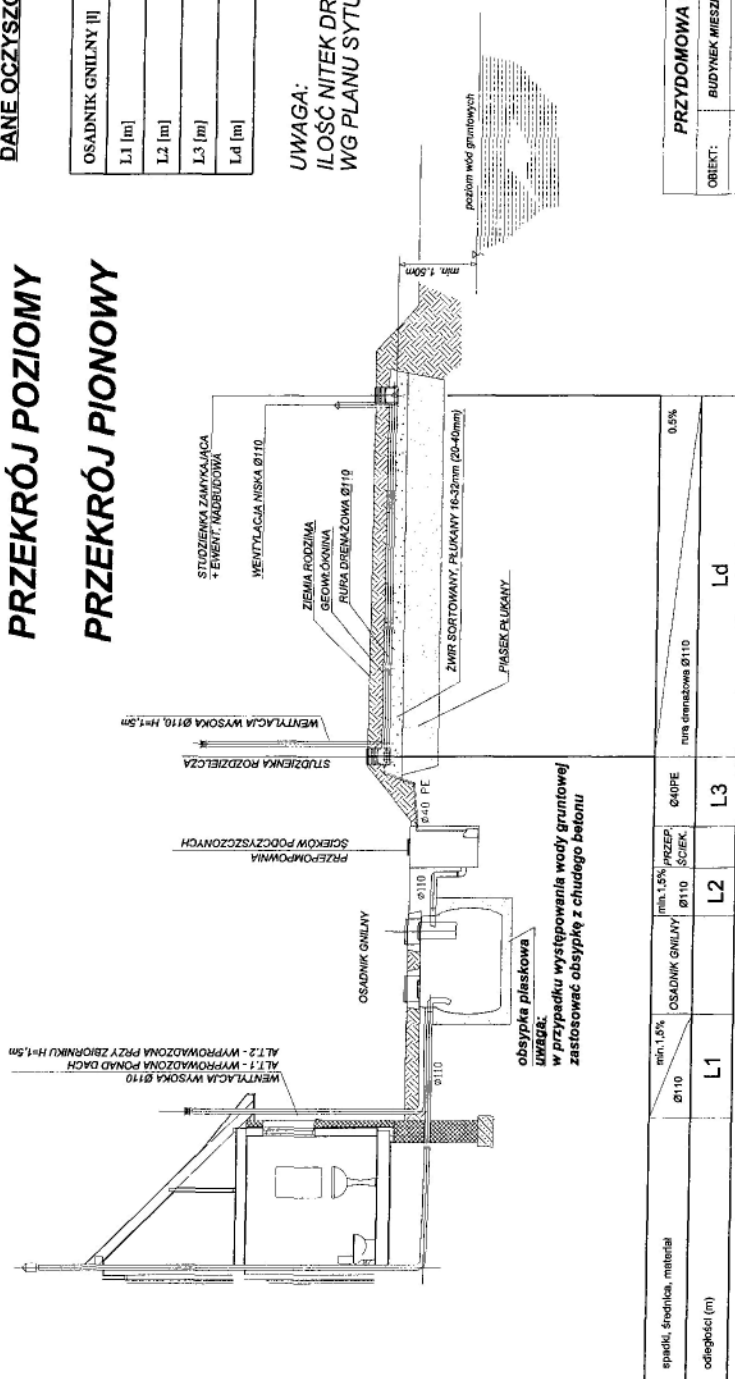 PRZEKRÓJ POZIOMY
PRZEKRÓJ PIONOWY
OSADNIK GNILNY [l]
L1 [m]
L2 [m]
L3 [m]
Ld [m]
UWAGA:
ILOŚĆ NITEK
WG PLANU
WENTYLACJA WYSOKA Ø110
ALT.1 - WYPROWADZONA PONAD DACH
ALT.2 - WYPROWADZONA PRZY ZBIORNIKU H=1,5m
OSADNIK GNILNY
PRZEPOMPOWNIA
ŚCIEKÓW PODCZYSZCZONYCH
STUDZIENKA ROZDZIELCZA
WENTYLACJA WYSOKA Ø110, H=1,5m
ZIEMIA RODZIMA
GEOWŁÓKNINA
RURA DRENAŻOWA Ø110
STUDZIENKA ZAMYKAJĄCA
+ EWENT. NADBUDOWA
WENTYLACJA NISKA Ø110
min. 1.50m
poziom wód gruntowych
Ø110
Ø110
Ø40 PE
ŻWIR SORTOWANY, PŁUKANY 16-32mm (20-40mm)
PIASEK PŁUKANY
obsypka piaskowa
uwaga:
w przypadku występowania wody gruntowej
zastosować obsypkę z chudego betonu
spadki, średnica, materiał
min.1,5%
Ø110
OSADNIK GNILNY
min.1.5%
Ø110
PRZEP.
ŚCIEK.
Ø40PE
rura drenażowa Ø110
0.5%
odległości (m)
L1
L2
L3
Ld
PRZYDOMOWA
OBIEKT:
BUDYNEK